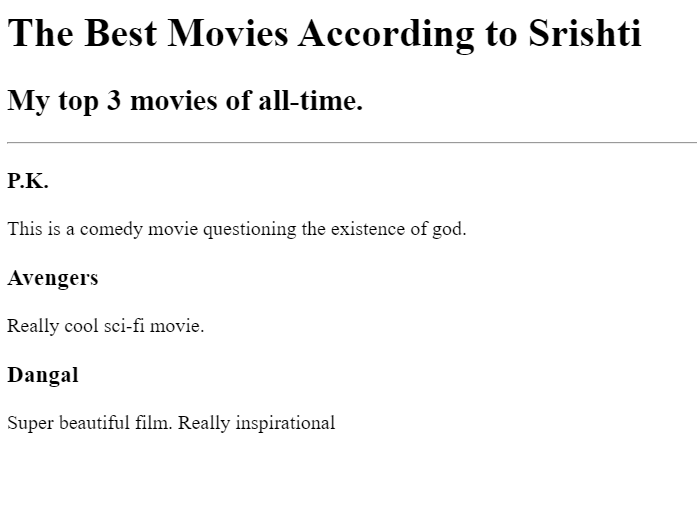 The Best Movies According to Srishti
My top 3 movies of all-time.
P.K.
This is a comedy movie questioning the existence of god.
Avengers
Really cool sci-fi movie.
Dangal
Super beautiful film. Really inspirational